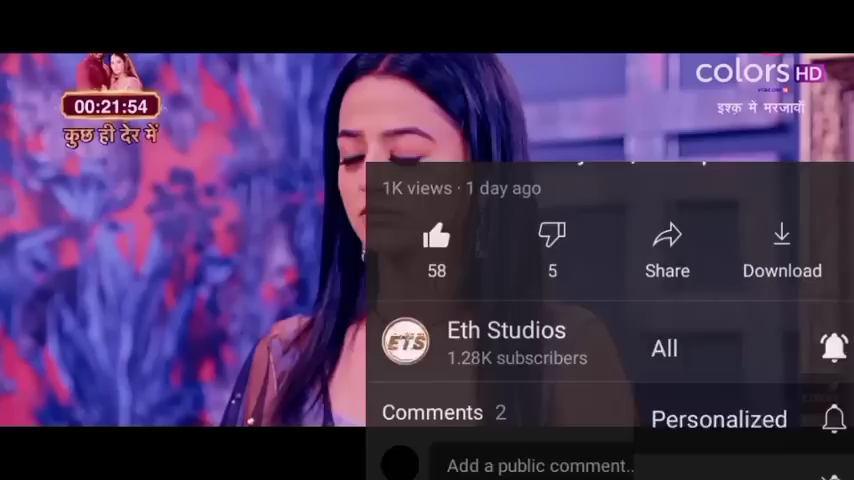 colors HD
00:21:54
इश्क़ मे मरजावाँ
कुछ ही देर में
1K views · 1 day ago
58
5
Share
Download
ETS
Eth Studios
1.28K subscribers
All
Comments 2
Personalized
Add a public comment..